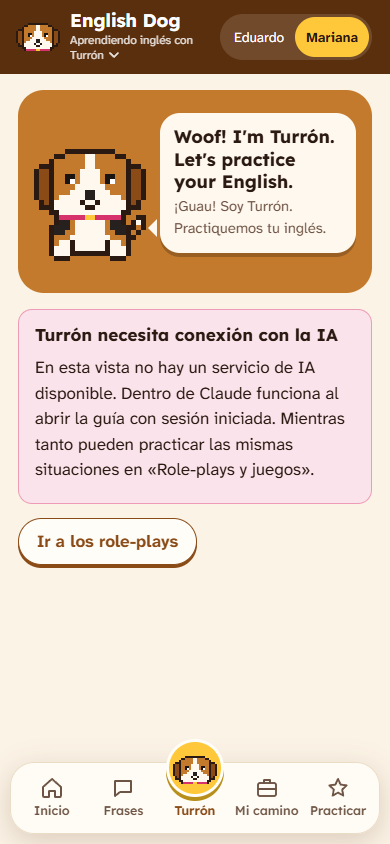 English Dog
Aprendiendo inglés con
Turrón
Eduardo
Mariana
Woof! I'm Turrón.
Let's practice
your English.
¡Guau! Soy Turrón.
Practiquemos tu inglés.
Turrón necesita conexión con la IA
En esta vista no hay un servicio de IA
disponible. Dentro de Claude funciona al
abrir la guía con sesión iniciada. Mientras
tanto pueden practicar las mismas
situaciones en «Role-plays y juegos».
Ir a los role-plays
Inicio
Frases
Turrón
Mi camino
Practicar